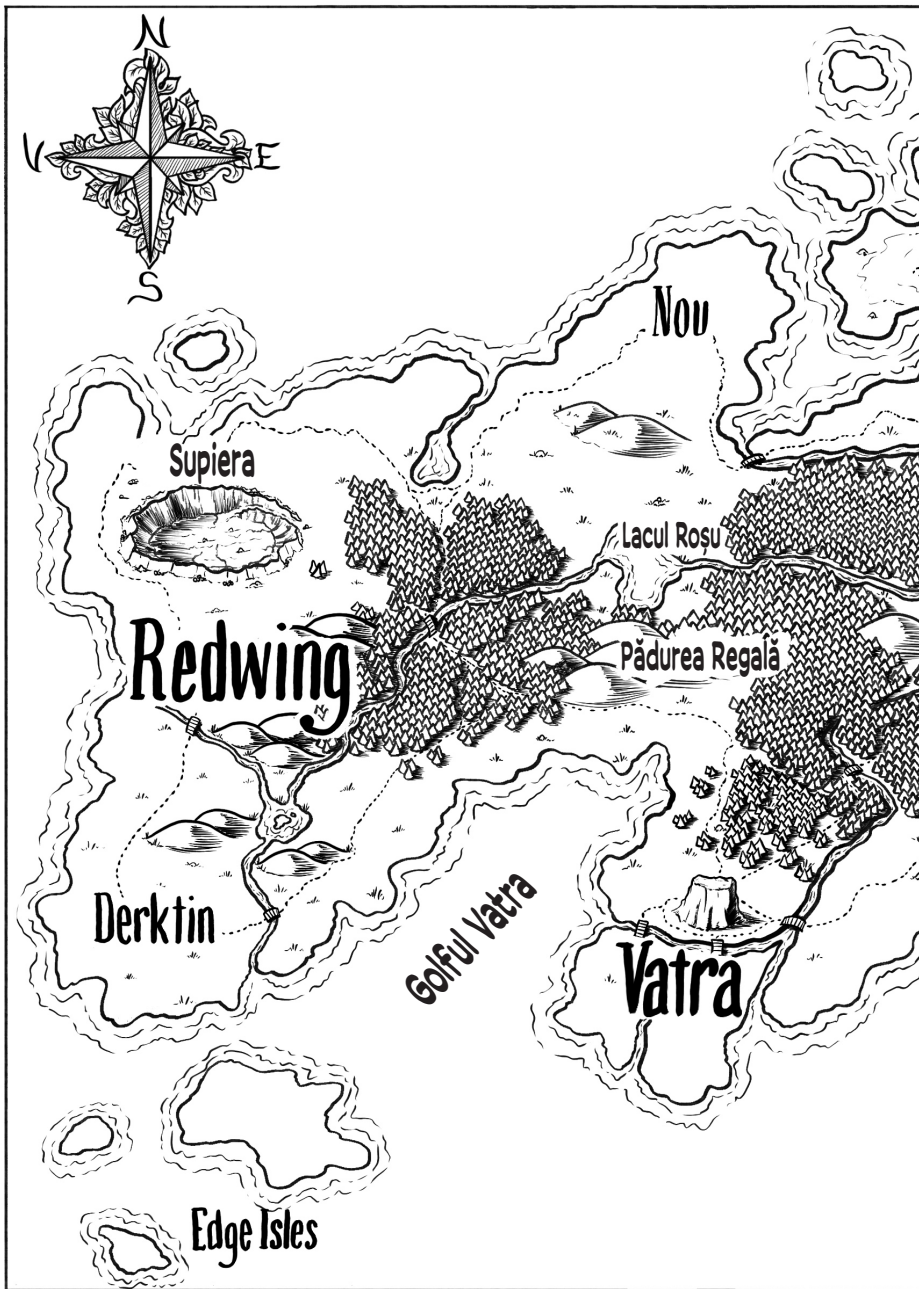 N
V E
S
Nou
Supiera
Lacul Roșu
Redwing
Pădurea Regală
Derktin
Golful Vatra
Vatra
Edge Isles